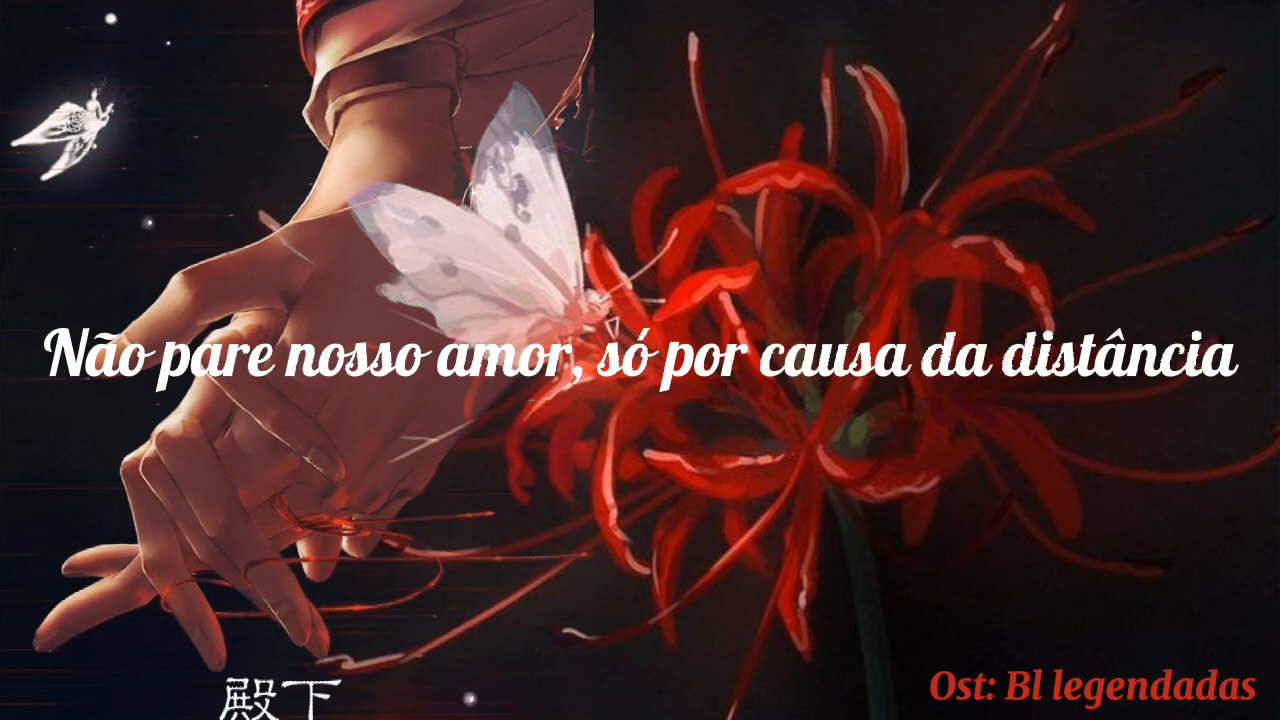 Não pare nosso amor, só por causa da distância
殿下
Ost: Bl legendadas